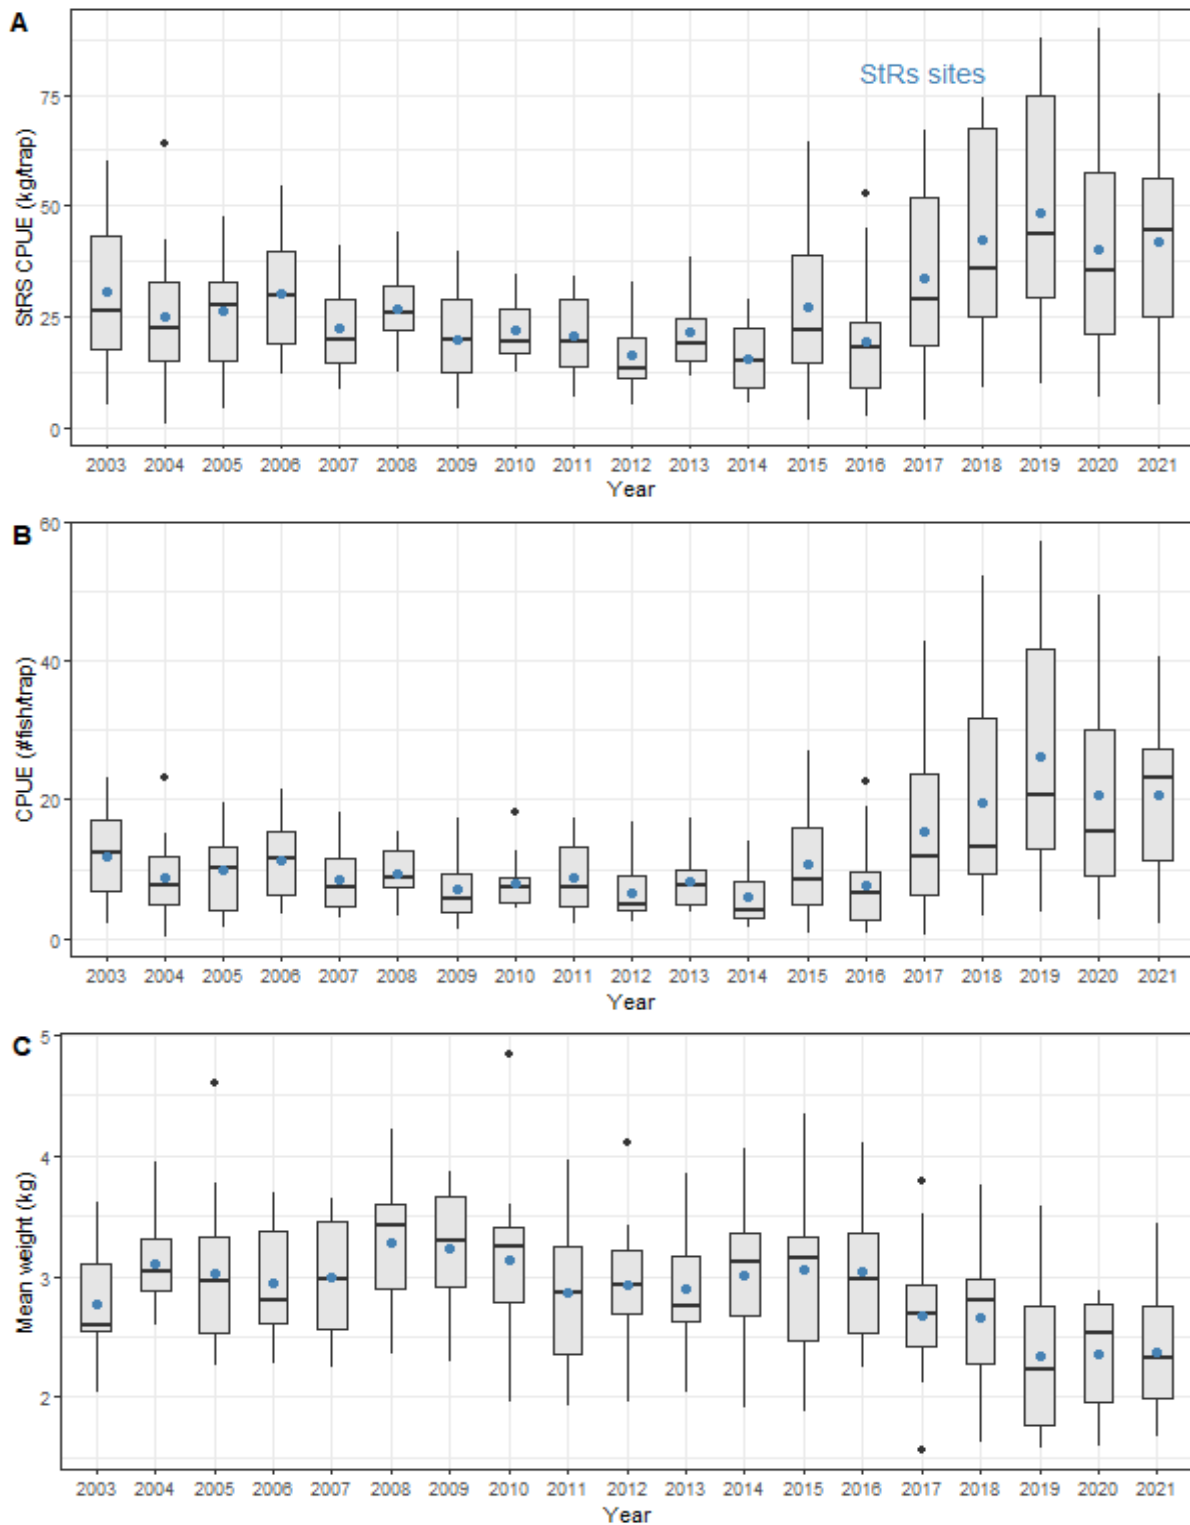 A
StRs sites
StRS CPUE (kg/trap)
75
50
25
0
2003 2004 2005 2006 2007 2008 2009 2010 2011 2012 2013 2014 2015 2016 2017 2018 2019 2020 2021
Year
B
CPUE (#fish/trap)
60
40
20
0
2003 2004 2005 2006 2007 2008 2009 2010 2011 2012 2013 2014 2015 2016 2017 2018 2019 2020 2021
Year
C
Mean weight (kg)
5
4
3
2
2003 2004 2005 2006 2007 2008 2009 2010 2011 2012 2013 2014 2015 2016 2017 2018 2019 2020 2021
Year